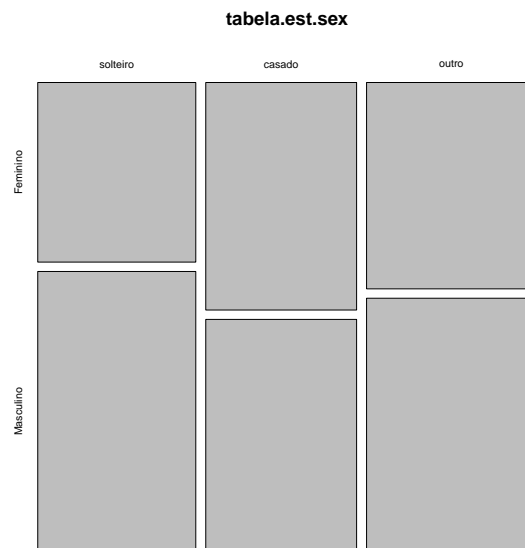 tabela.est.sex
solteiro casado outro
Feminino
Masculino